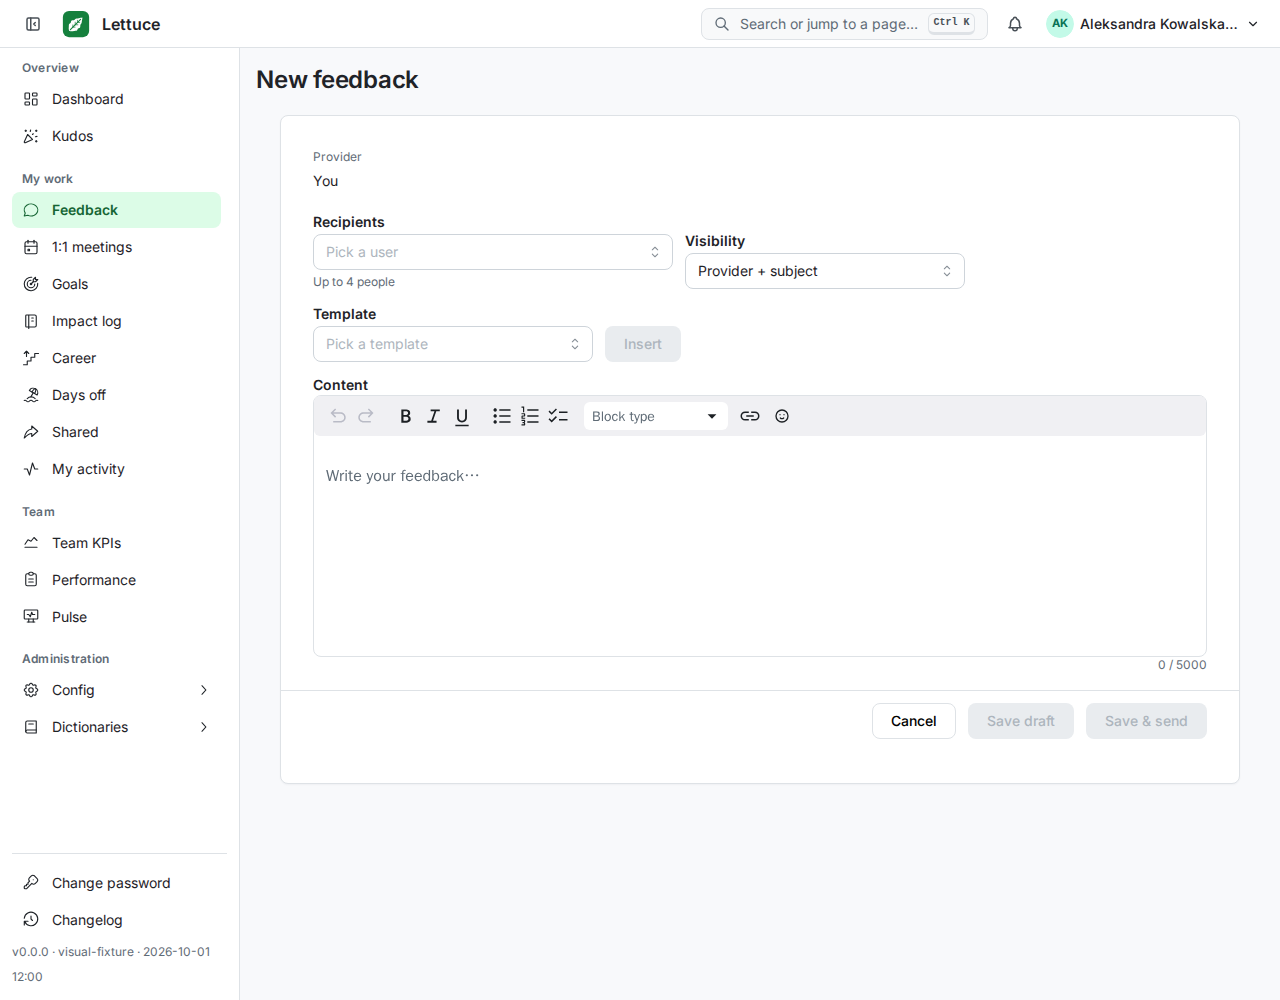 Lettuce
Search or jump to a page... Ctrl K
AK Aleksandra Kowalska...
Overview
Dashboard
Kudos
My work
Feedback
1:1 meetings
Goals
Impact log
Career
Days off
Shared
My activity
Team
Team KPIs
Performance
Pulse
Administration
Config
Dictionaries
Change password
Changelog
v0.0.0 · visual-fixture · 2026-10-01
12:00
New feedback
Provider
You
Recipients
Pick a user
Up to 4 people
Visibility
Provider + subject
Template
Pick a template
Insert
Content
B I U
Block type
Write your feedback…
0 / 5000
Cancel
Save draft
Save & send